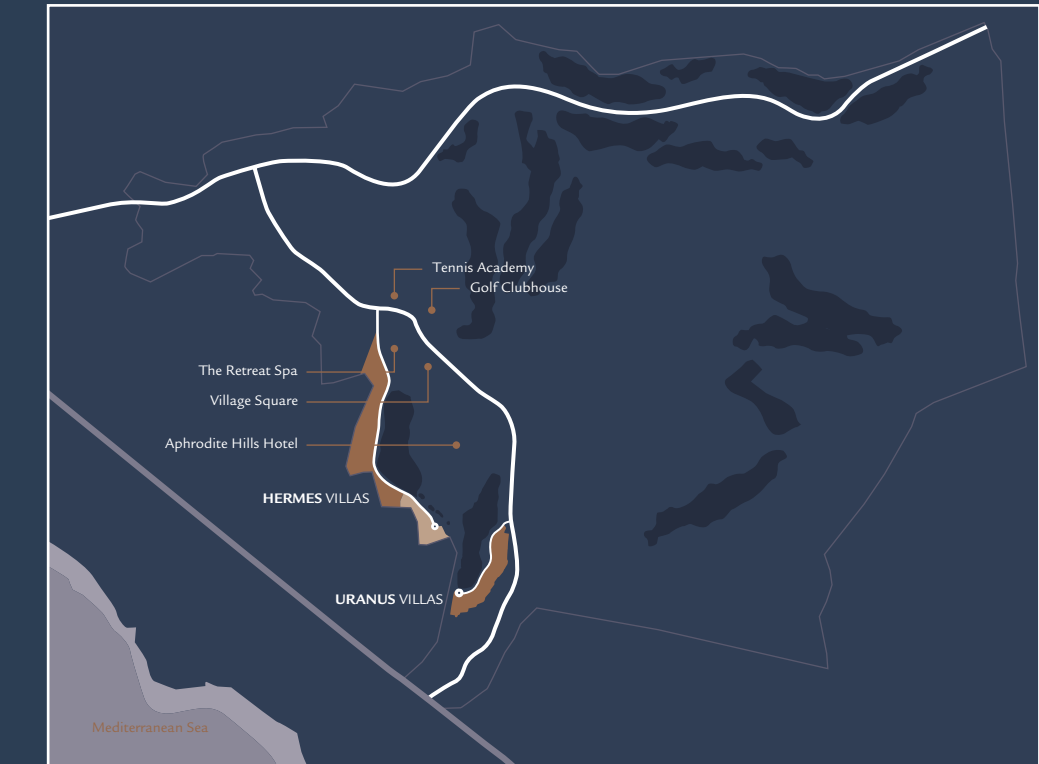 Tennis Academy
Golf Clubhouse
The Retreat Spa
Village Square
Aphrodite Hills Hotel
HERMES VILLAS
URANUS VILLAS
Mediterranean Sea